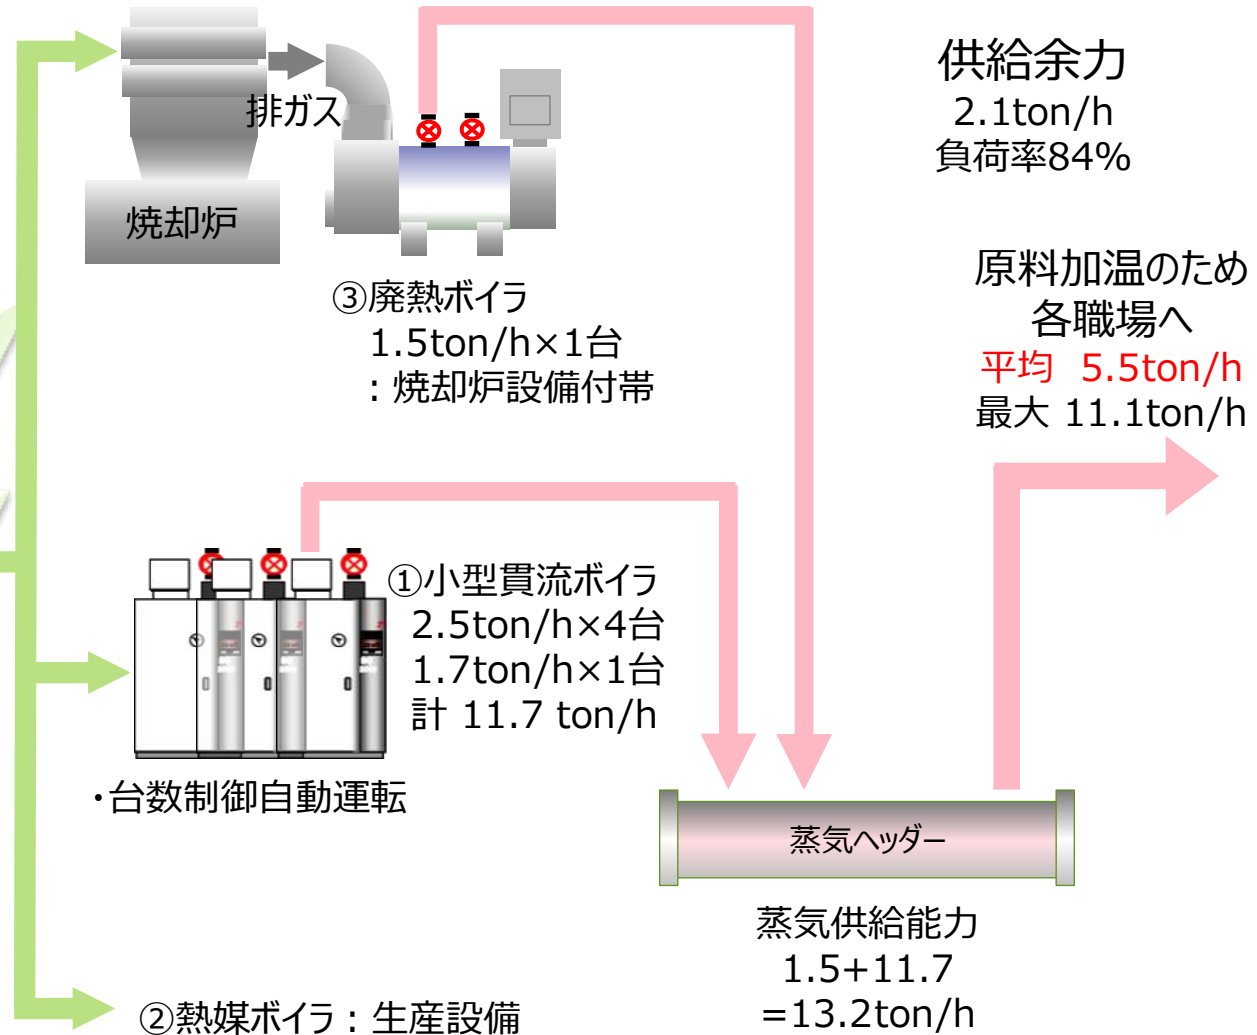 供給余力
2.1ton/h
負荷率84%
排ガス
焼却炉
原料加温のため
各職場へ
平均 5.5ton/h
最大 11.1ton/h
③廃熱ボイラ
1.5ton/h×1台
：焼却炉設備付帯
①小型貫流ボイラ
2.5ton/h×4台
1.7ton/h×1台
計 11.7 ton/h
・台数制御自動運転
蒸気ヘッダー
蒸気供給能力
1.5+11.7
=13.2ton/h
②熱媒ボイラ：生産設備